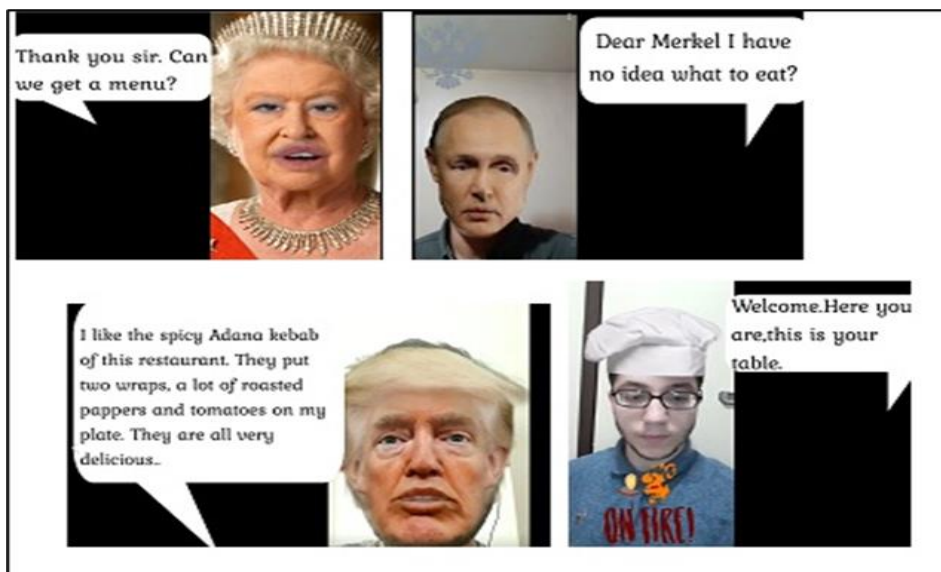 Thank you sir. Can
we get a menu?
Dear Merkel I have
no idea what to eat?
I like the spicy Adana kebab
of this restaurant. They put
two wraps, a lot of roasted
pappers and tomatoes on my
plate. They are all very
delicious..
Welcome.Here you
are,this is your
table.
ON FIRE!